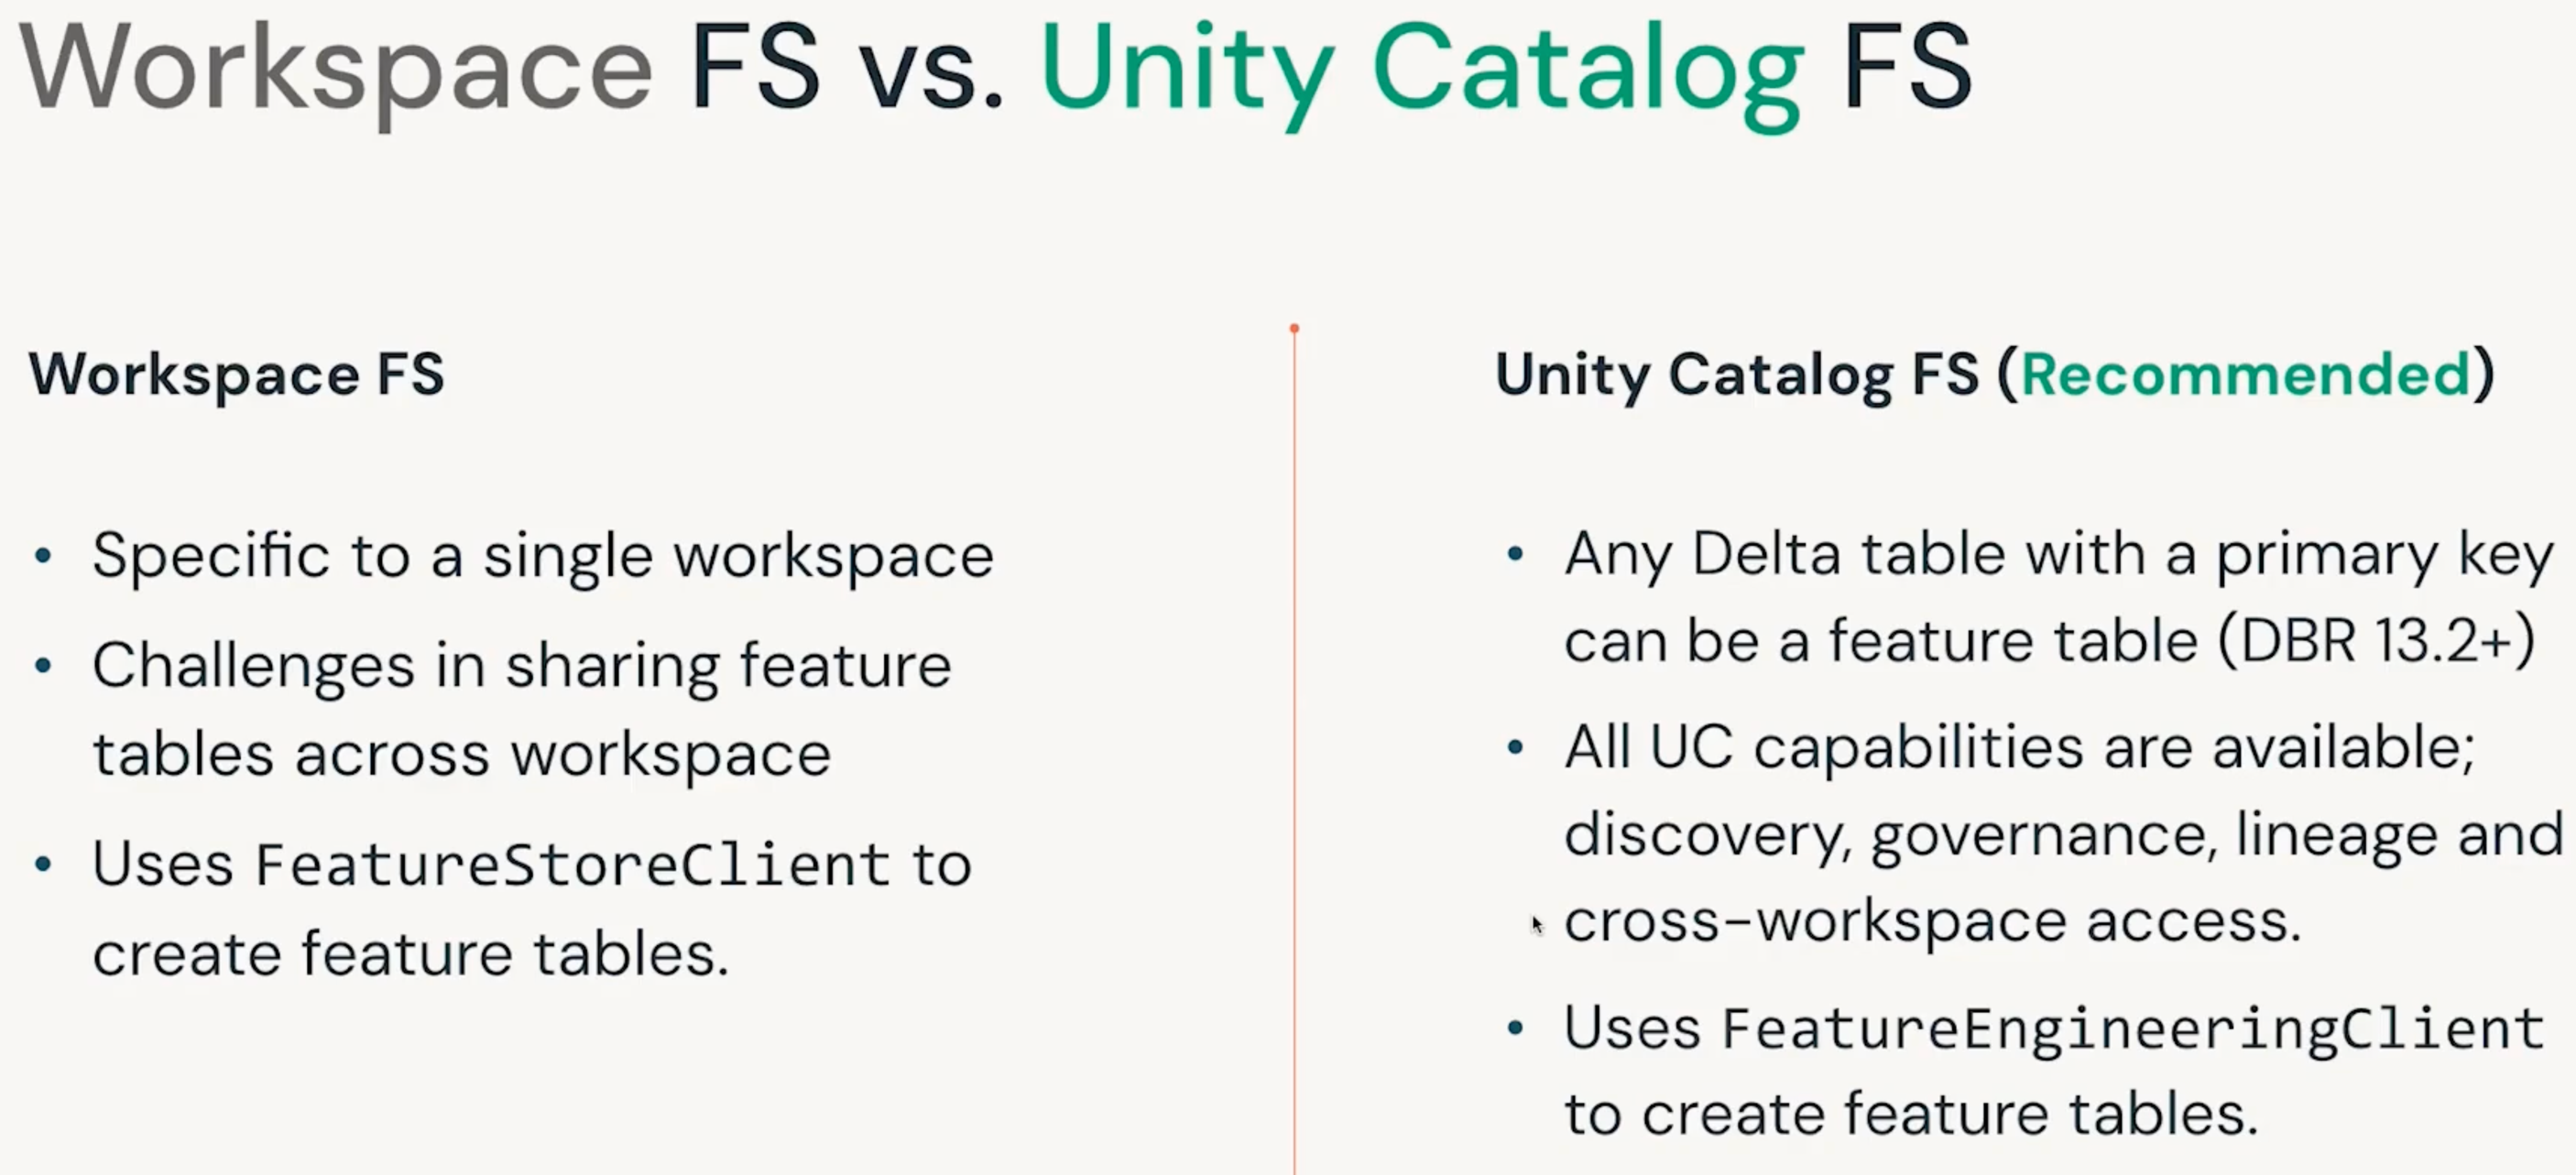 Workspace FS vs. Unity Catalog FS
Workspace FS
• Specific to a single workspace
• Challenges in sharing feature
tables across workspace
• Uses FeatureStoreClient to
create feature tables.
Unity Catalog FS (Recommended)
• Any Delta table with a primary key
can be a feature table (DBR 13.2+)
• All UC capabilities are available;
discovery, governance, lineage and
cross-workspace access.
• Uses FeatureEngineeringClient
to create feature tables.